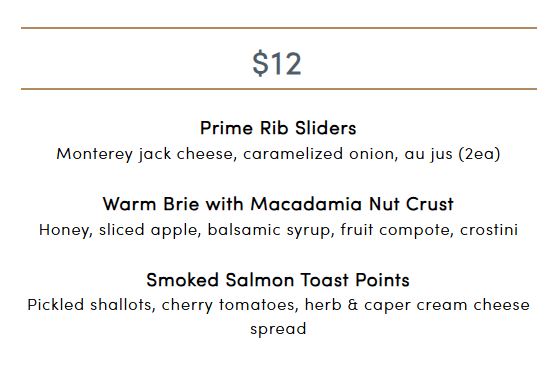 $12
Prime Rib Sliders
Monterey jack cheese, caramelized onion, au jus (2ea)
Warm Brie with Macadamia Nut Crust
Honey, sliced apple, balsamic syrup, fruit compote, crostini
Smoked Salmon Toast Points
Pickled shallots, cherry tomatoes, herb & caper cream cheese
spread